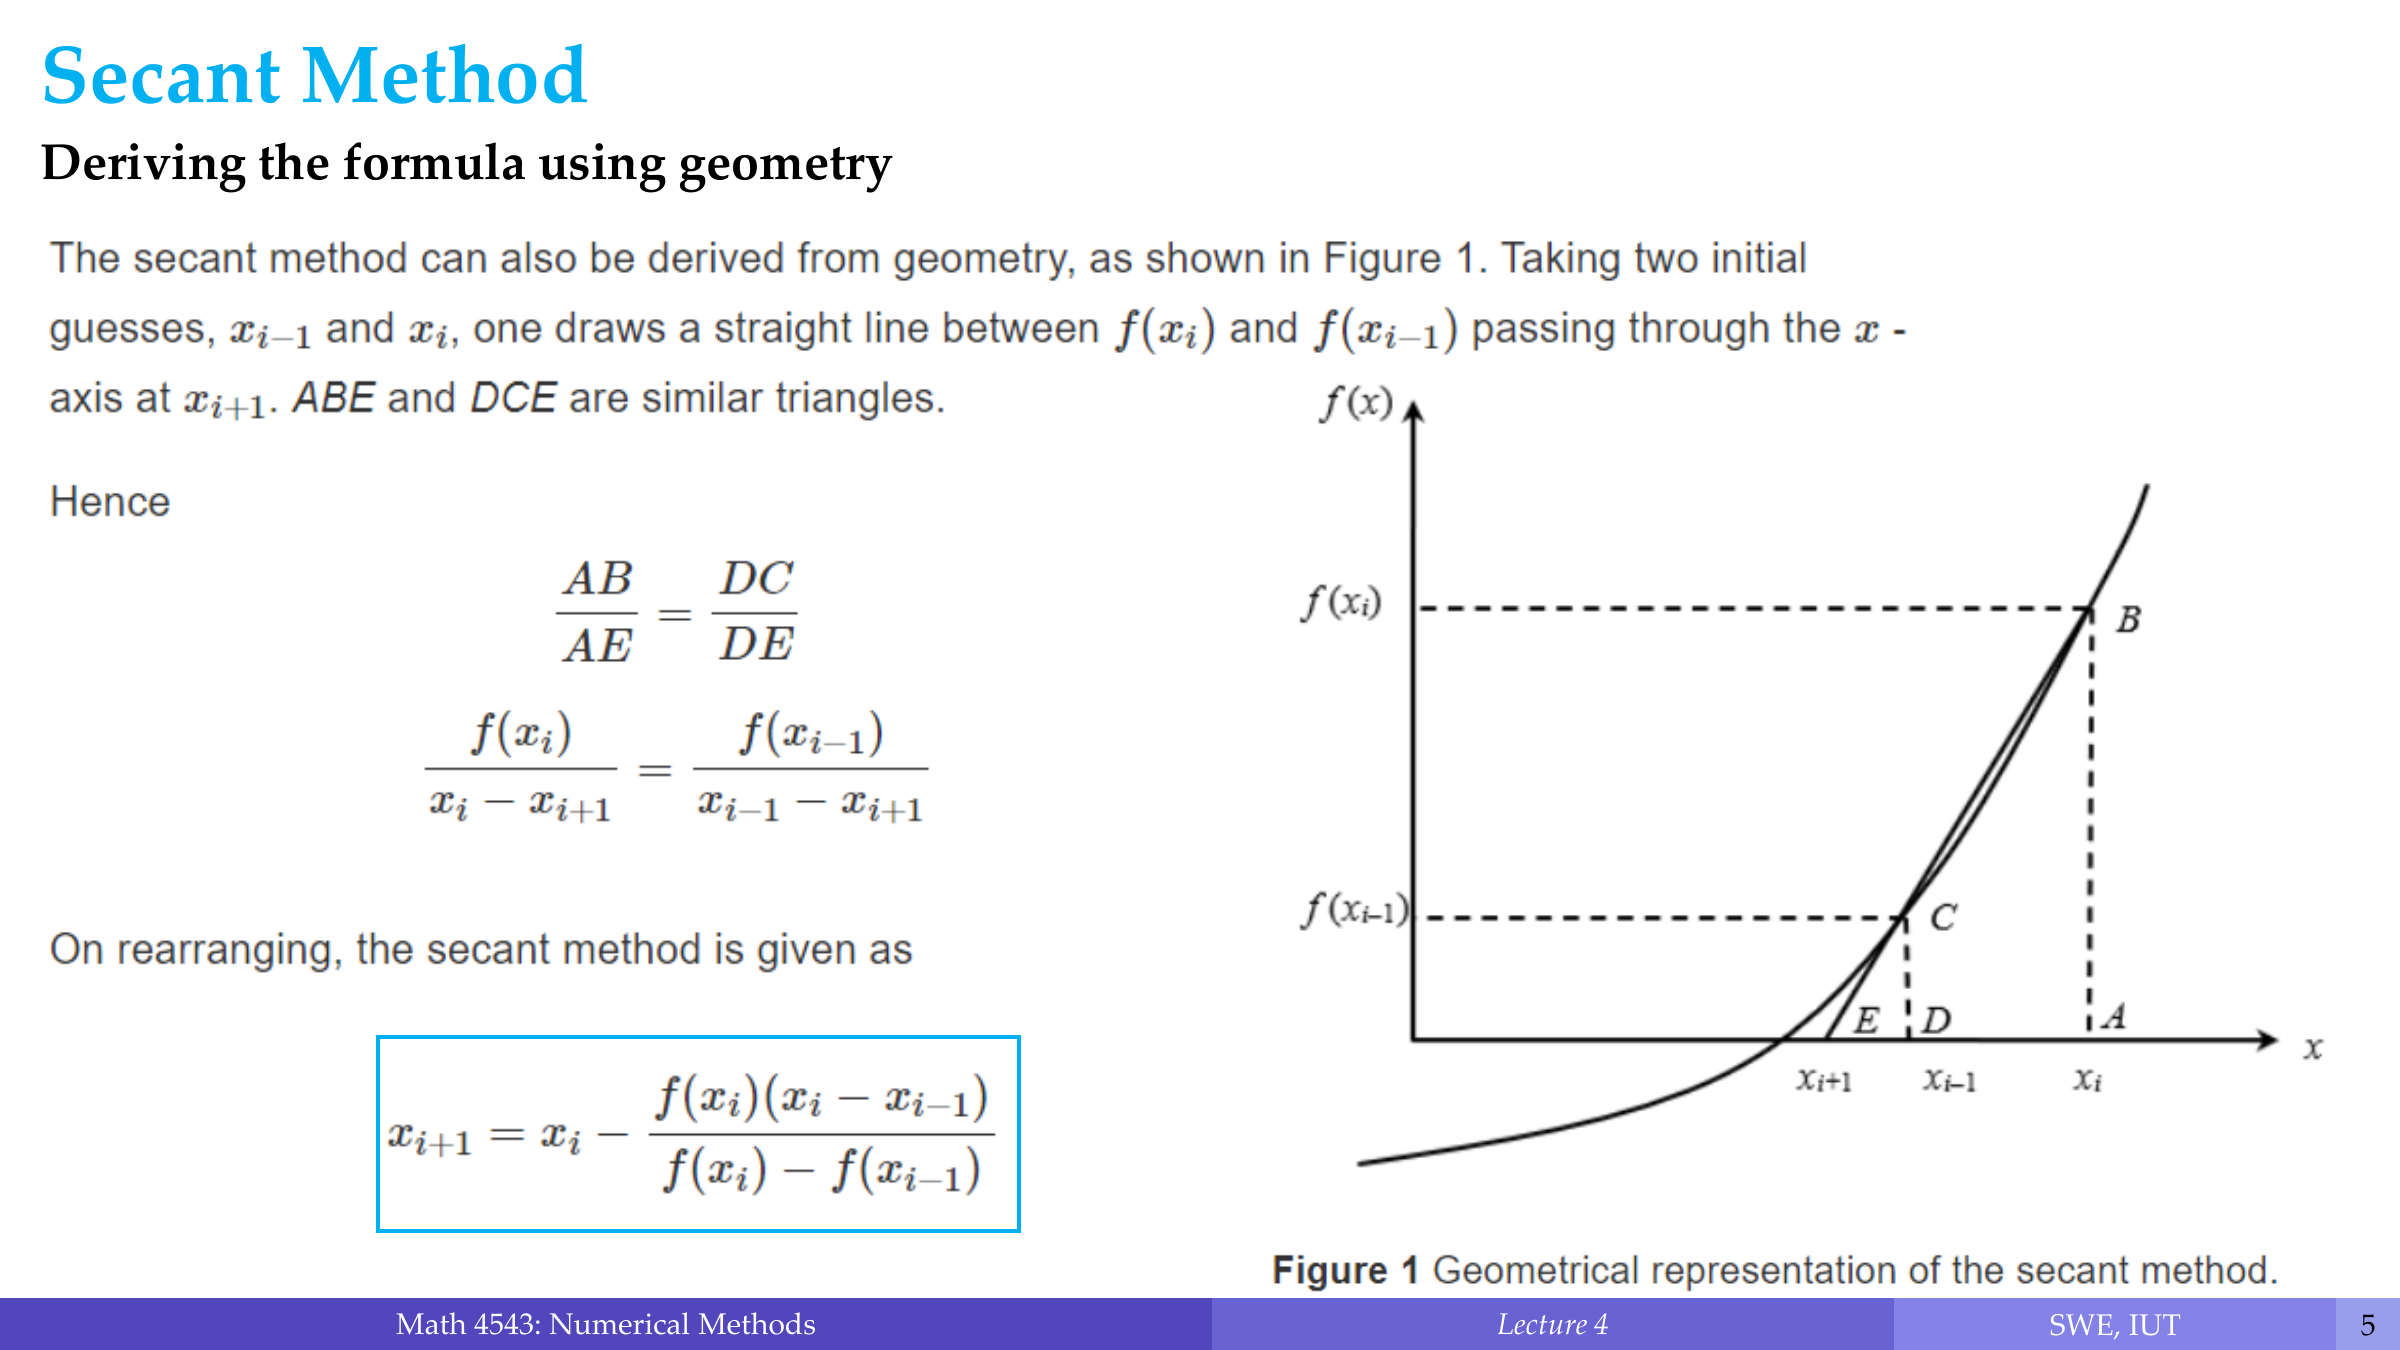 Secant Method
Deriving the formula using geometry
The secant method can also be derived from geometry, as shown in Figure 1. Taking two initial
guesses, $x_{i-1}$ and $x_i$, one draws a straight line between $f(x_i)$ and $f(x_{i-1})$ passing through the $x$ -
axis at $x_{i+1}$. ABE and DCE are similar triangles.
Hence
$\frac{AB}{AE} = \frac{DC}{DE}$
$\frac{f(x_i)}{x_i - x_{i+1}} = \frac{f(x_{i-1})}{x_{i-1} - x_{i+1}}$
On rearranging, the secant method is given as
$x_{i+1} = x_i - \frac{f(x_i)(x_i - x_{i-1})}{f(x_i) - f(x_{i-1})}$
f(x)
f(x_i)
B
f(x_{i-1})
C
E D A
x
x_{i+1} x_{i-1} x_i
Figure 1 Geometrical representation of the secant method.
Math 4543: Numerical Methods
Lecture 4
SWE, IUT
5